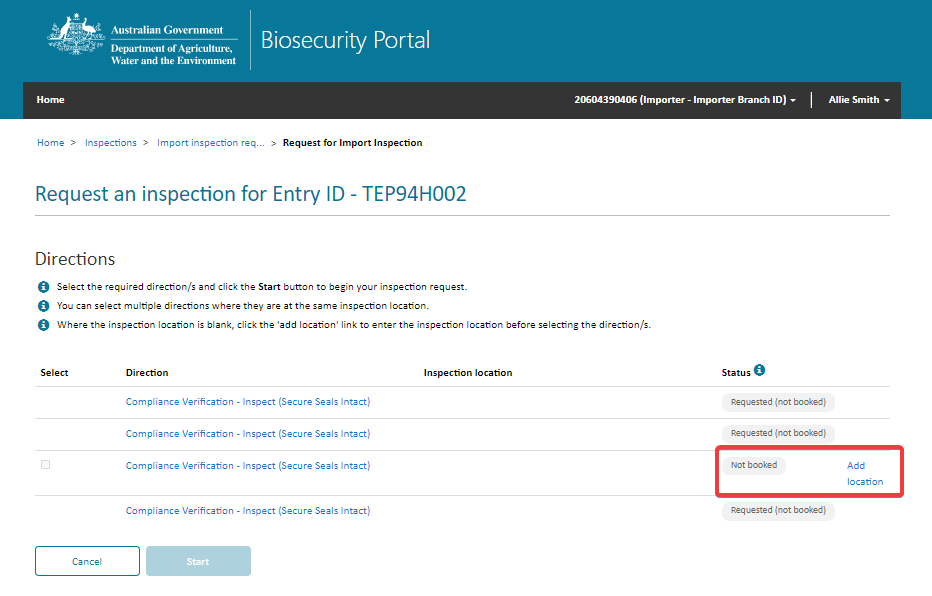 Australian Government
Department of Agriculture,
Water and the Environment
Biosecurity Portal
Home
20604390406 (Importer - Importer Branch ID)
Allie Smith
Home > Inspections > Import inspection req... > Request for Import Inspection
Request an inspection for Entry ID - TEP94H002
Directions
Select the required direction/s and click the Start button to begin your inspection request.
You can select multiple directions where they are at the same inspection location.
Where the inspection location is blank, click the 'add location' link to enter the inspection location before selecting the direction/s.
Select Direction Inspection location Status
Compliance Verification - Inspect (Secure Seals Intact) Requested (not booked)
Compliance Verification - Inspect (Secure Seals Intact) Requested (not booked)
Compliance Verification - Inspect (Secure Seals Intact) Not booked Add
location
Compliance Verification - Inspect (Secure Seals Intact) Requested (not booked)
Cancel Start